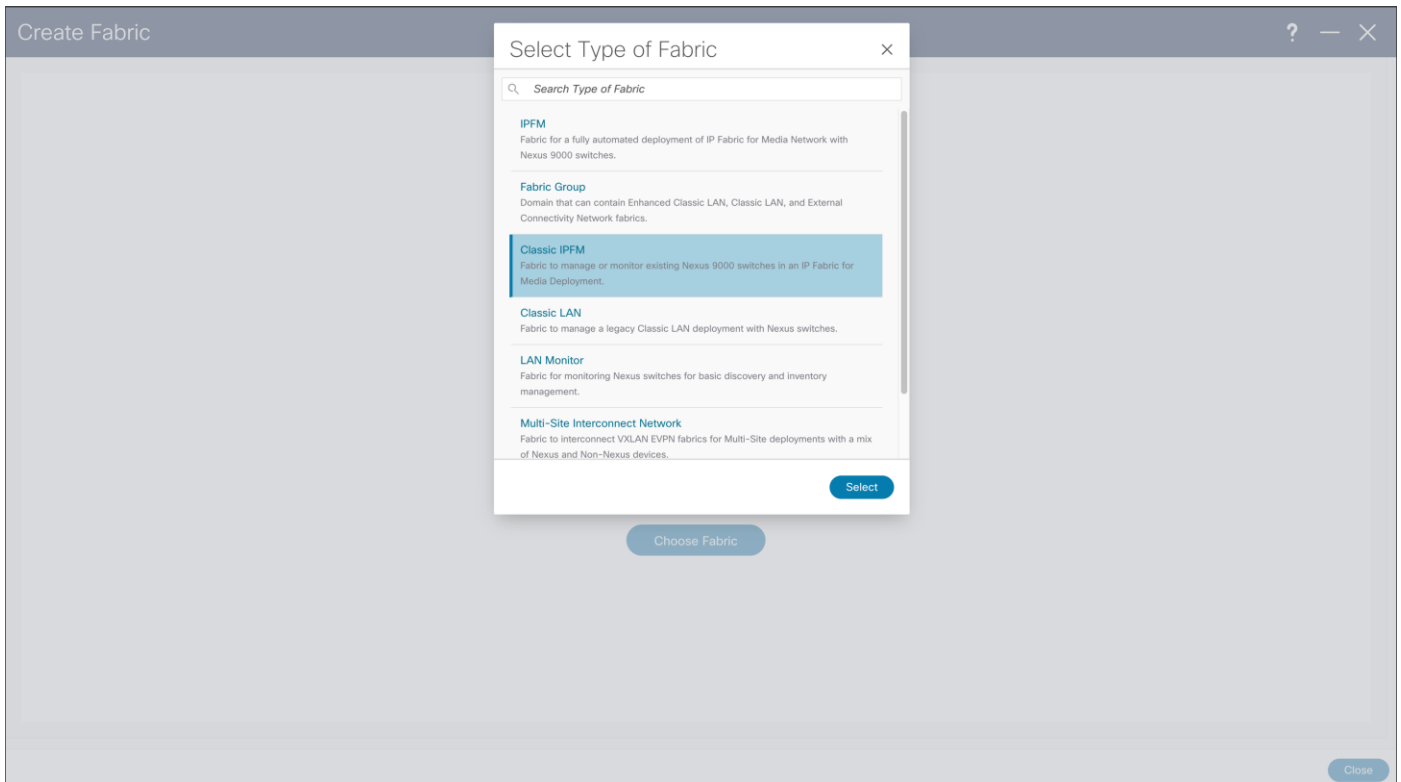 Create Fabric
?
Select Type of Fabric
Search Type of Fabric
IPFM
Fabric for a fully automated deployment of IP Fabric for Media Network with
Nexus 9000 switches.
Fabric Group
Domain that can contain Enhanced Classic LAN, Classic LAN, and External
Connectivity Network fabrics.
Classic IPFM
Fabric to manage or monitor existing Nexus 9000 switches in an IP Fabric for
Media Deployment.
Classic LAN
Fabric to manage a legacy Classic LAN deployment with Nexus switches.
LAN Monitor
Fabric for monitoring Nexus switches for basic discovery and inventory
management.
Multi-Site Interconnect Network
Fabric to interconnect VXLAN EVPN fabrics for Multi-Site deployments with a mix
of Nexus and Non-Nexus devices.
Select
Choose Fabric
Close